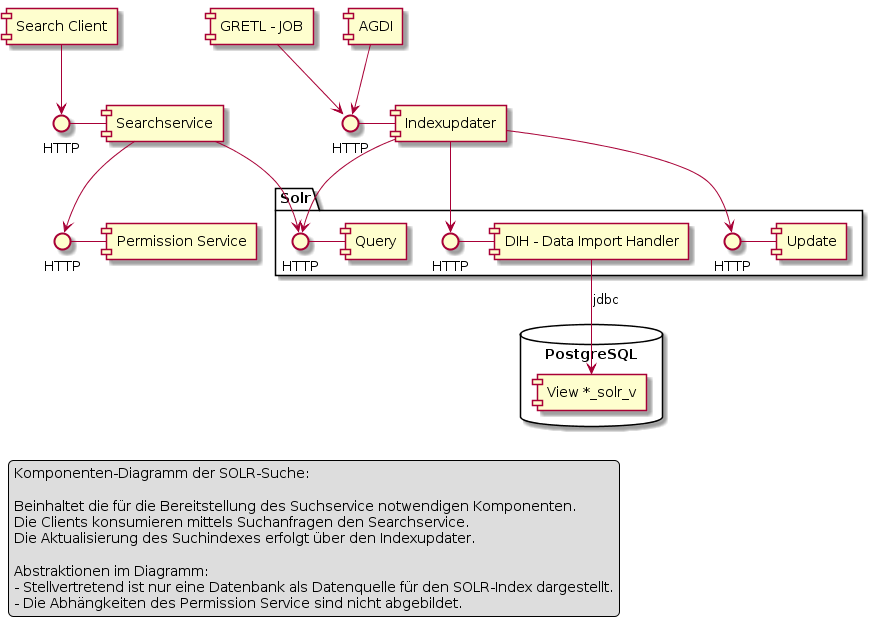 Search Client
GRETL - JOB
AGDI
Searchservice
HTTP
Indexupdater
HTTP
Solr
Permission Service
HTTP
Query
HTTP
DIH - Data Import Handler
HTTP
Update
HTTP
jdbc
PostgreSQL
View *_solr_v
Komponenten-Diagramm der SOLR-Suche:
Beinhaltet die für die Bereitstellung des Suchservice notwendigen Komponenten.
Die Clients konsumieren mittels Suchanfragen den Searchservice.
Die Aktualisierung des Suchindexes erfolgt über den Indexupdater.
Abstraktionen im Diagramm:
- Stellvertretend ist nur eine Datenbank als Datenquelle für den SOLR-Index dargestellt.
- Die Abhängkeiten des Permission Service sind nicht abgebildet.